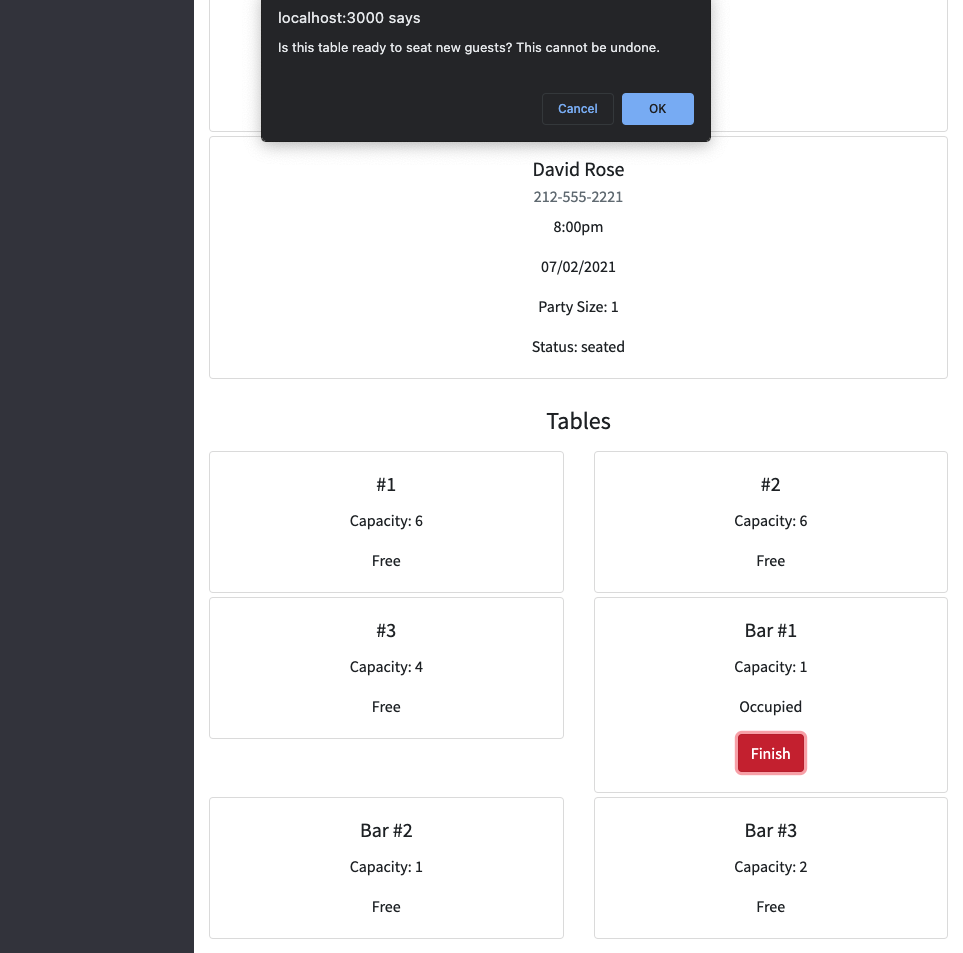 localhost:3000 says
Is this table ready to seat new guests? This cannot be undone.
Cancel
OK
David Rose
212-555-2221
8:00pm
07/02/2021
Party Size: 1
Status: seated
Tables
#1
Capacity: 6
Free
#2
Capacity: 6
Free
#3
Capacity: 4
Free
Bar #1
Capacity: 1
Occupied
Finish
Bar #2
Capacity: 1
Free
Bar #3
Capacity: 2
Free